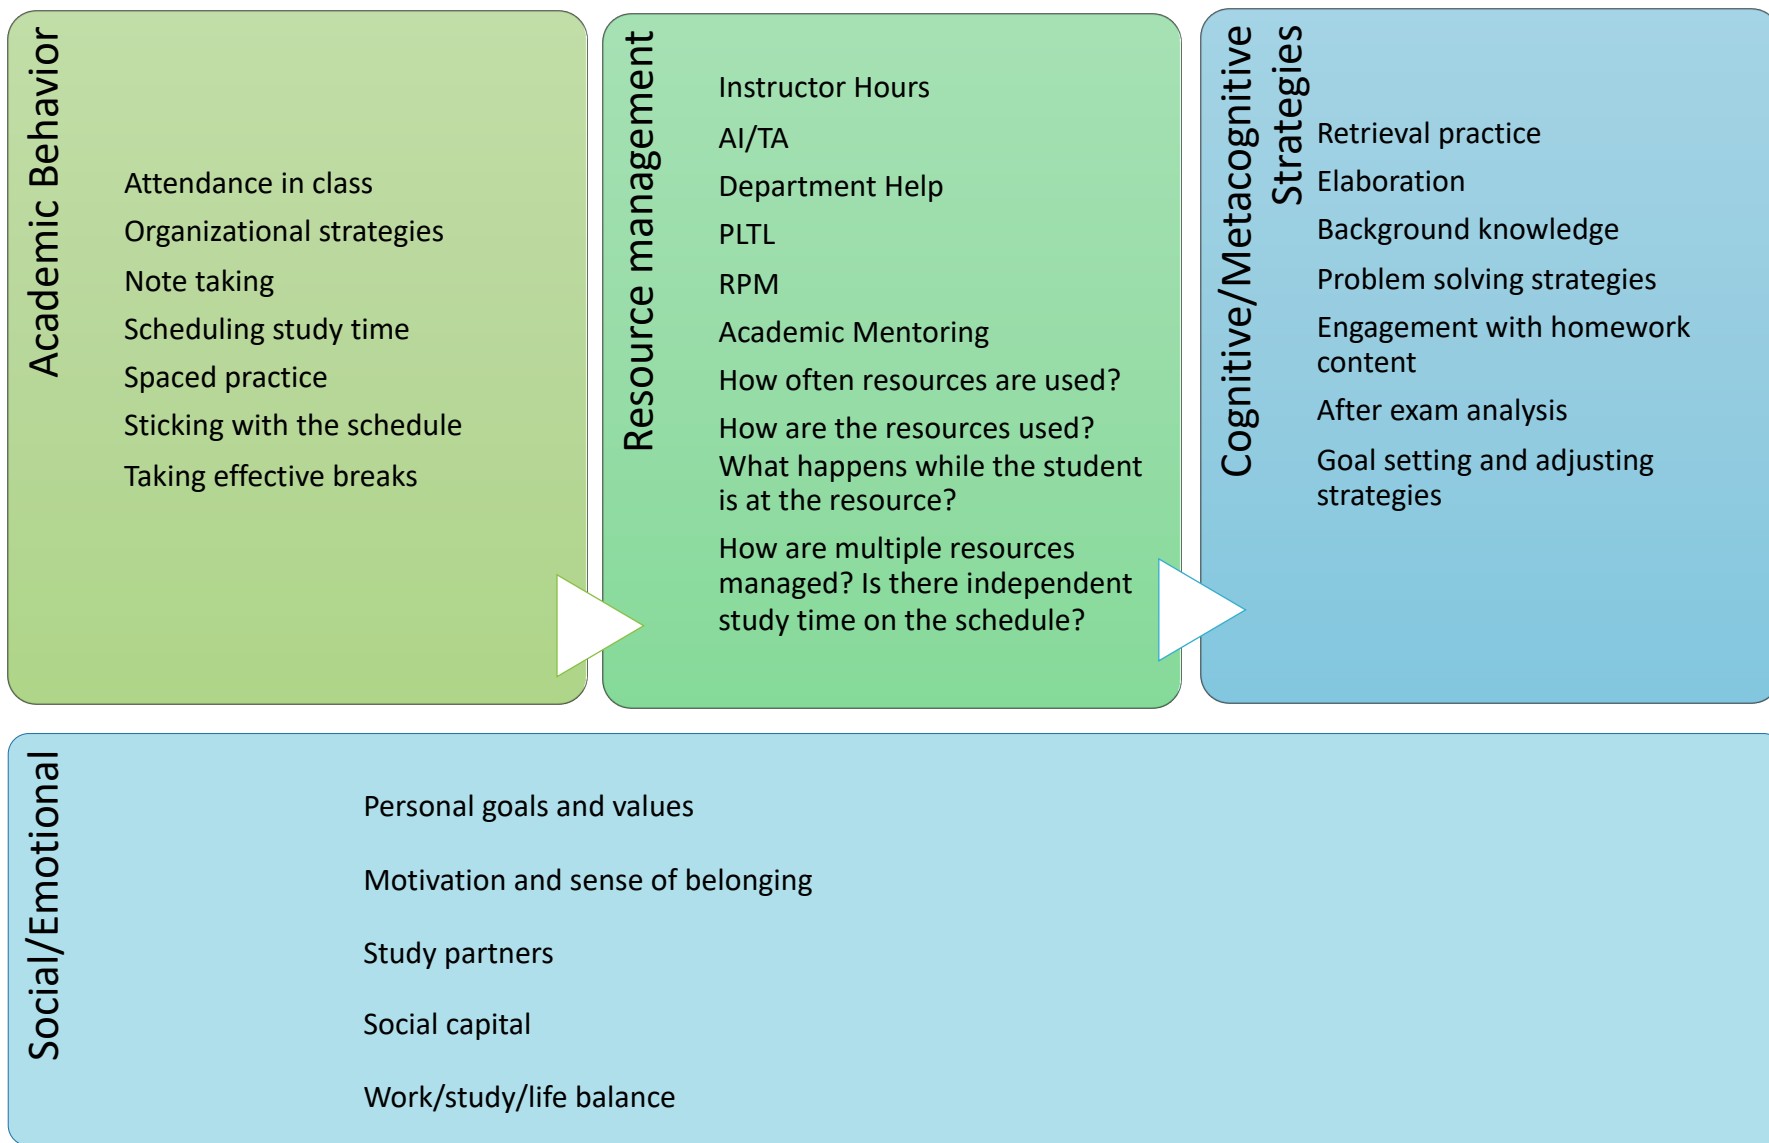 Academic Behavior
Attendance in class
Organizational strategies
Note taking
Scheduling study time
Spaced practice
Sticking with the schedule
Taking effective breaks
Resource management
Instructor Hours
AI/TA
Department Help
PLTL
RPM
Academic Mentoring
How often resources are used?
How are the resources used?
What happens while the student
is at the resource?
How are multiple resources
managed? Is there independent
study time on the schedule?
Cognitive/Metacognitive
Strategies
Retrieval practice
Elaboration
Background knowledge
Problem solving strategies
Engagement with homework
content
After exam analysis
Goal setting and adjusting
strategies
Social/Emotional
Personal goals and values
Motivation and sense of belonging
Study partners
Social capital
Work/study/life balance